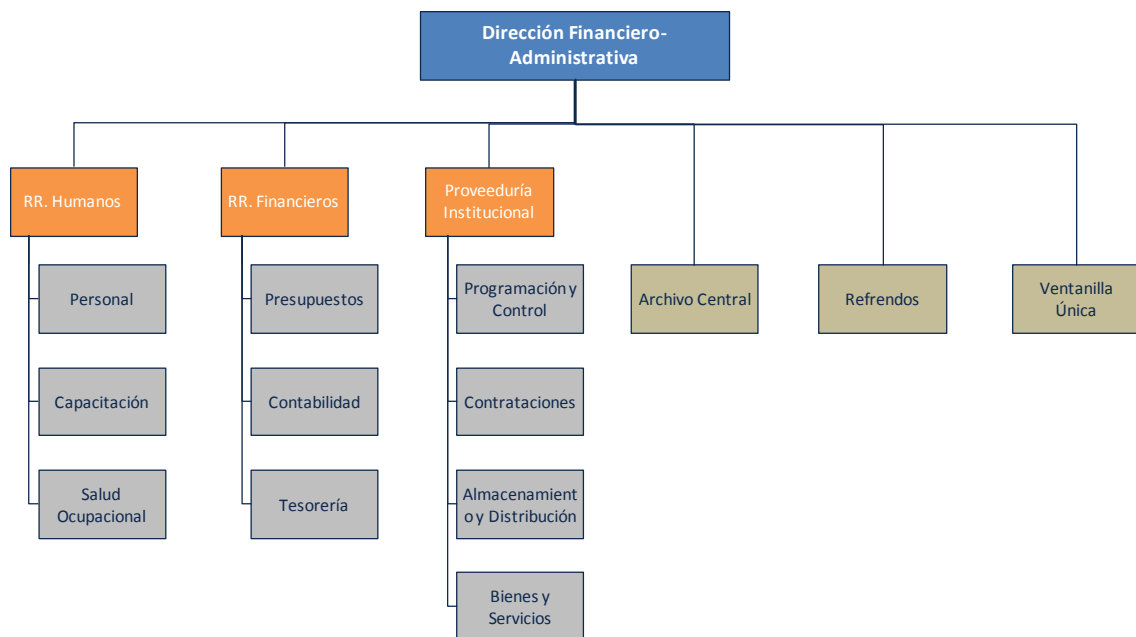 Dirección Financiero-
Administrativa
RR. Humanos
RR. Financieros
Proveeduría
Institucional
Personal
Presupuestos
Programación y
Control
Archivo Central
Refrendos
Ventanilla
Única
Capacitación
Contabilidad
Contrataciones
Salud
Ocupacional
Tesorería
Almacenamient
o y Distribución
Bienes y
Servicios